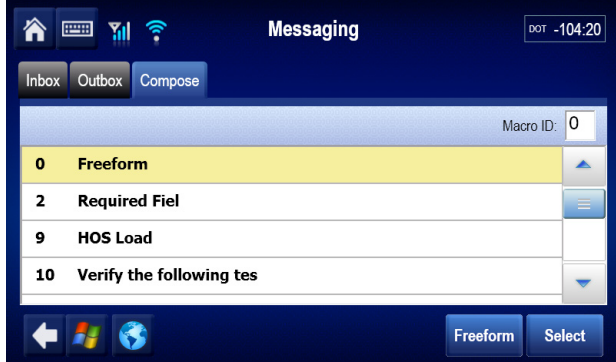 Messaging
DOT -104:20
Inbox Outbox Compose
Macro ID: 0
0 Freeform
2 Required Fiel
9 HOS Load
10 Verify the following tes
Freeform Select